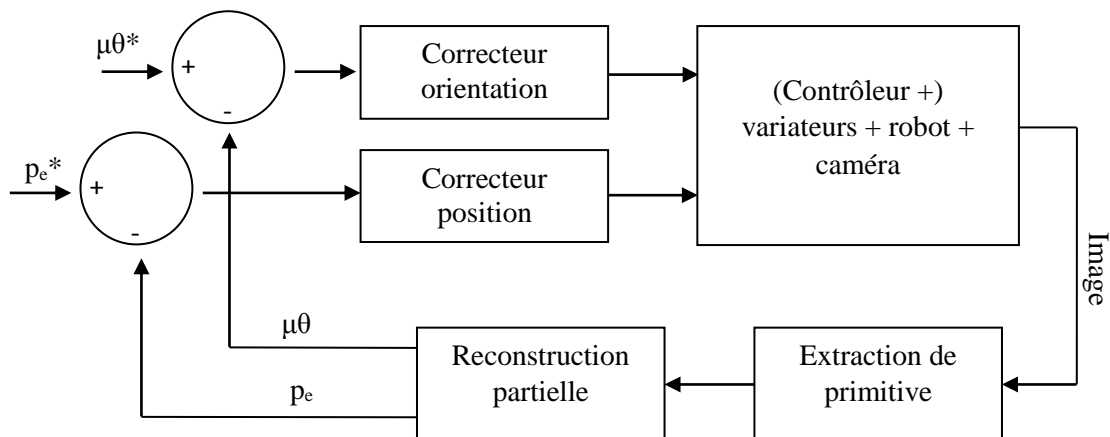 μθ*
+
-
Correcteur
orientation
(Contrôleur +)
variateurs + robot +
caméra
pₑ*
+
-
Correcteur
position
Image
μθ
pₑ
Reconstruction
partielle
Extraction de
primitive